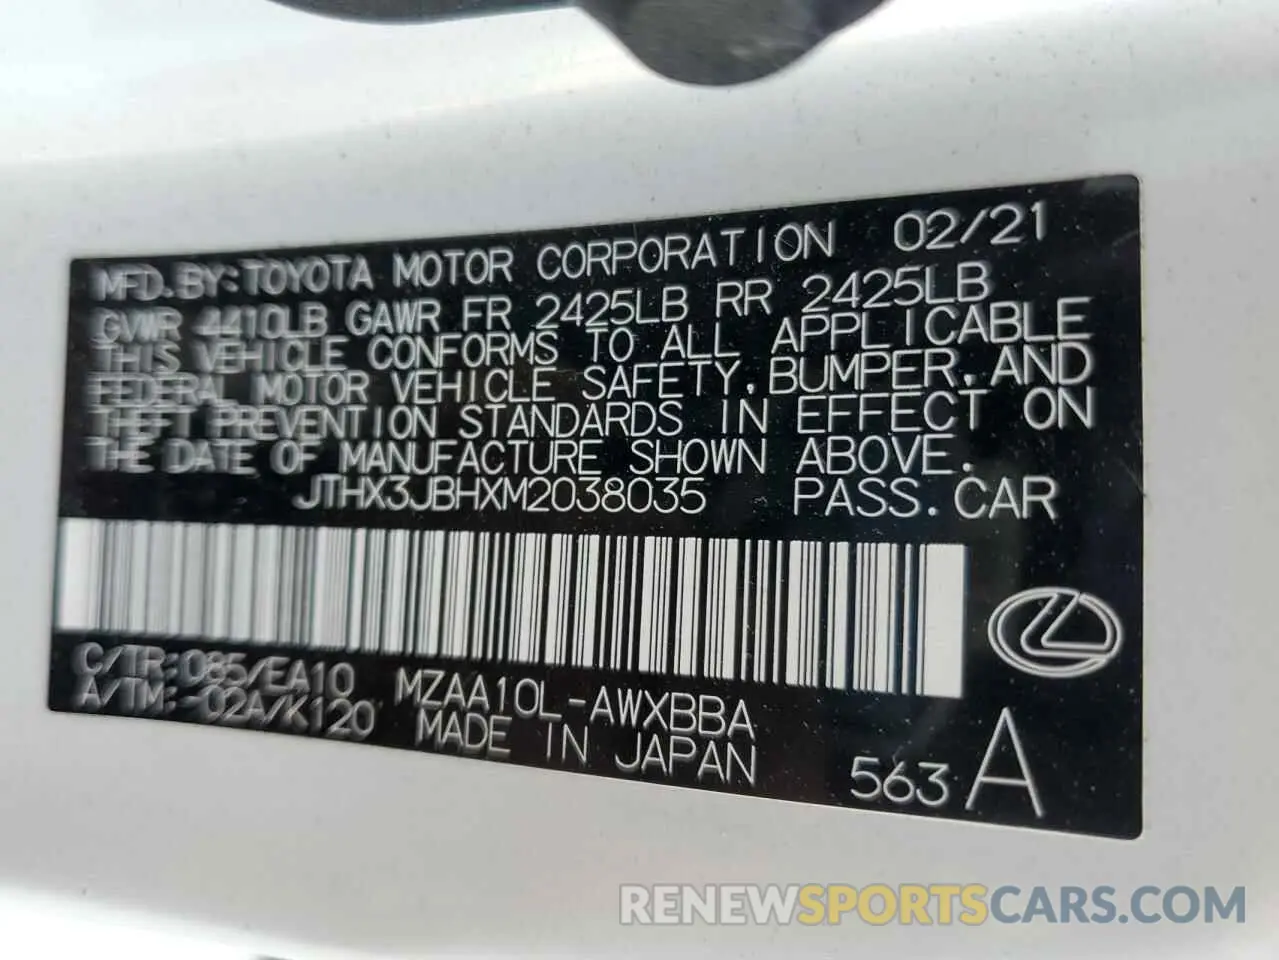 MFD.BY:TOYOTA MOTOR CORPORATION 02/21
GVWR 4410LB GAWR FR 2425LB RR 2425LB
THIS VEHICLE CONFORMS TO ALL APPLICABLE
FEDERAL MOTOR VEHICLE SAFETY, BUMPER, AND
THEFT PREVENTION STANDARDS IN EFFECT ON
THE DATE OF MANUFACTURE SHOWN ABOVE.
JTHX3JBHXM2038035 PASS.CAR
C/TR:085/EA10 MZAA10L-AWXBBA
A/TM:-02A/K120 MADE IN JAPAN
563 A
RENEWSPORTSCARS.COM